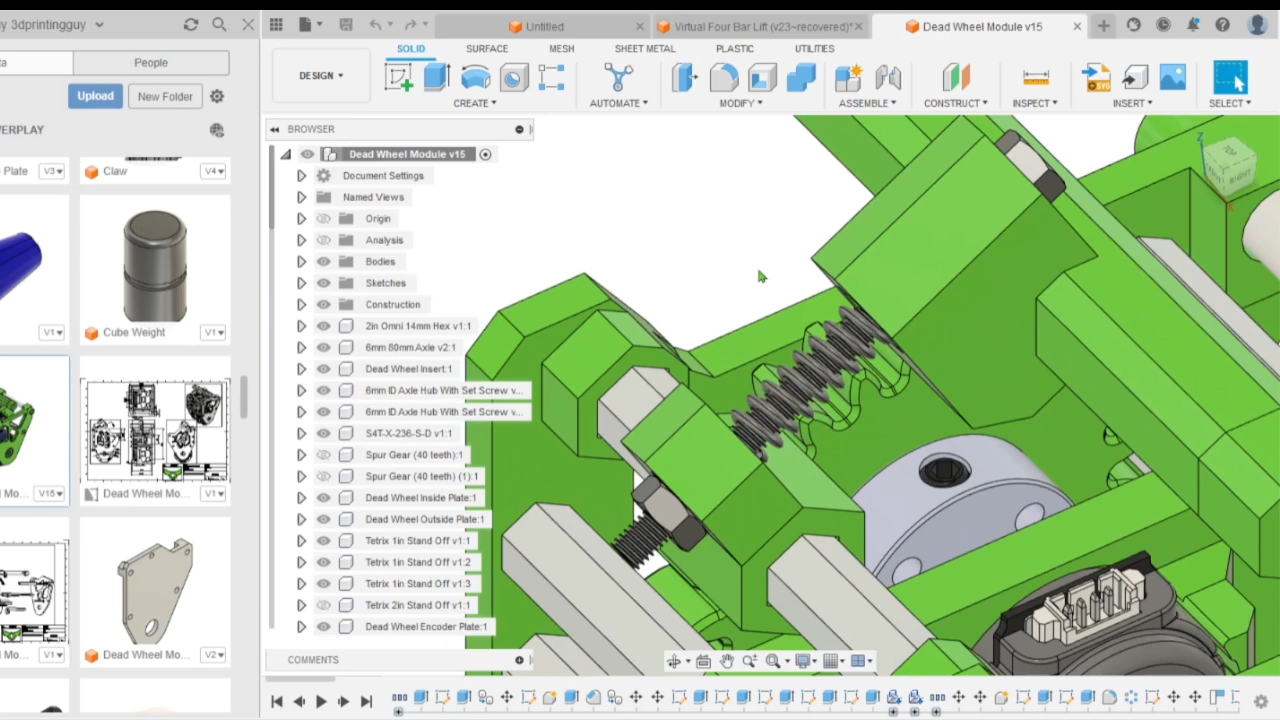 y 3dprintingguy
ta People
Upload New Folder
ERPLAY
Plate V3
Claw V4
V1
Cube Weight V1
Mo... V15
Dead Wheel Mo... V1
Mo... V1
Dead Wheel Mo... V2
Untitled
Virtual Four Bar Lift (v23~recovered)*
Dead Wheel Module v15
DESIGN
SOLID SURFACE MESH SHEET METAL PLASTIC UTILITIES
CREATE AUTOMATE MODIFY ASSEMBLE CONSTRUCT INSPECT INSERT SELECT
BROWSER
Dead Wheel Module v15
Document Settings
Named Views
Origin
Analysis
Bodies
Sketches
Construction
2in Omni 14mm Hex v1:1
6mm 80mm Axle v2:1
Dead Wheel Insert:1
6mm ID Axle Hub With Set Screw v...
6mm ID Axle Hub With Set Screw v...
S4T-X-236-S-D v1:1
Spur Gear (40 teeth):1
Spur Gear (40 teeth) (1):1
Dead Wheel Inside Plate:1
Dead Wheel Outside Plate:1
Tetrix 1in Stand Off v1:1
Tetrix 1in Stand Off v1:2
Tetrix 1in Stand Off v1:3
Tetrix 2in Stand Off v1:1
Dead Wheel Encoder Plate:1
COMMENTS
Z
TOP
RIGHT